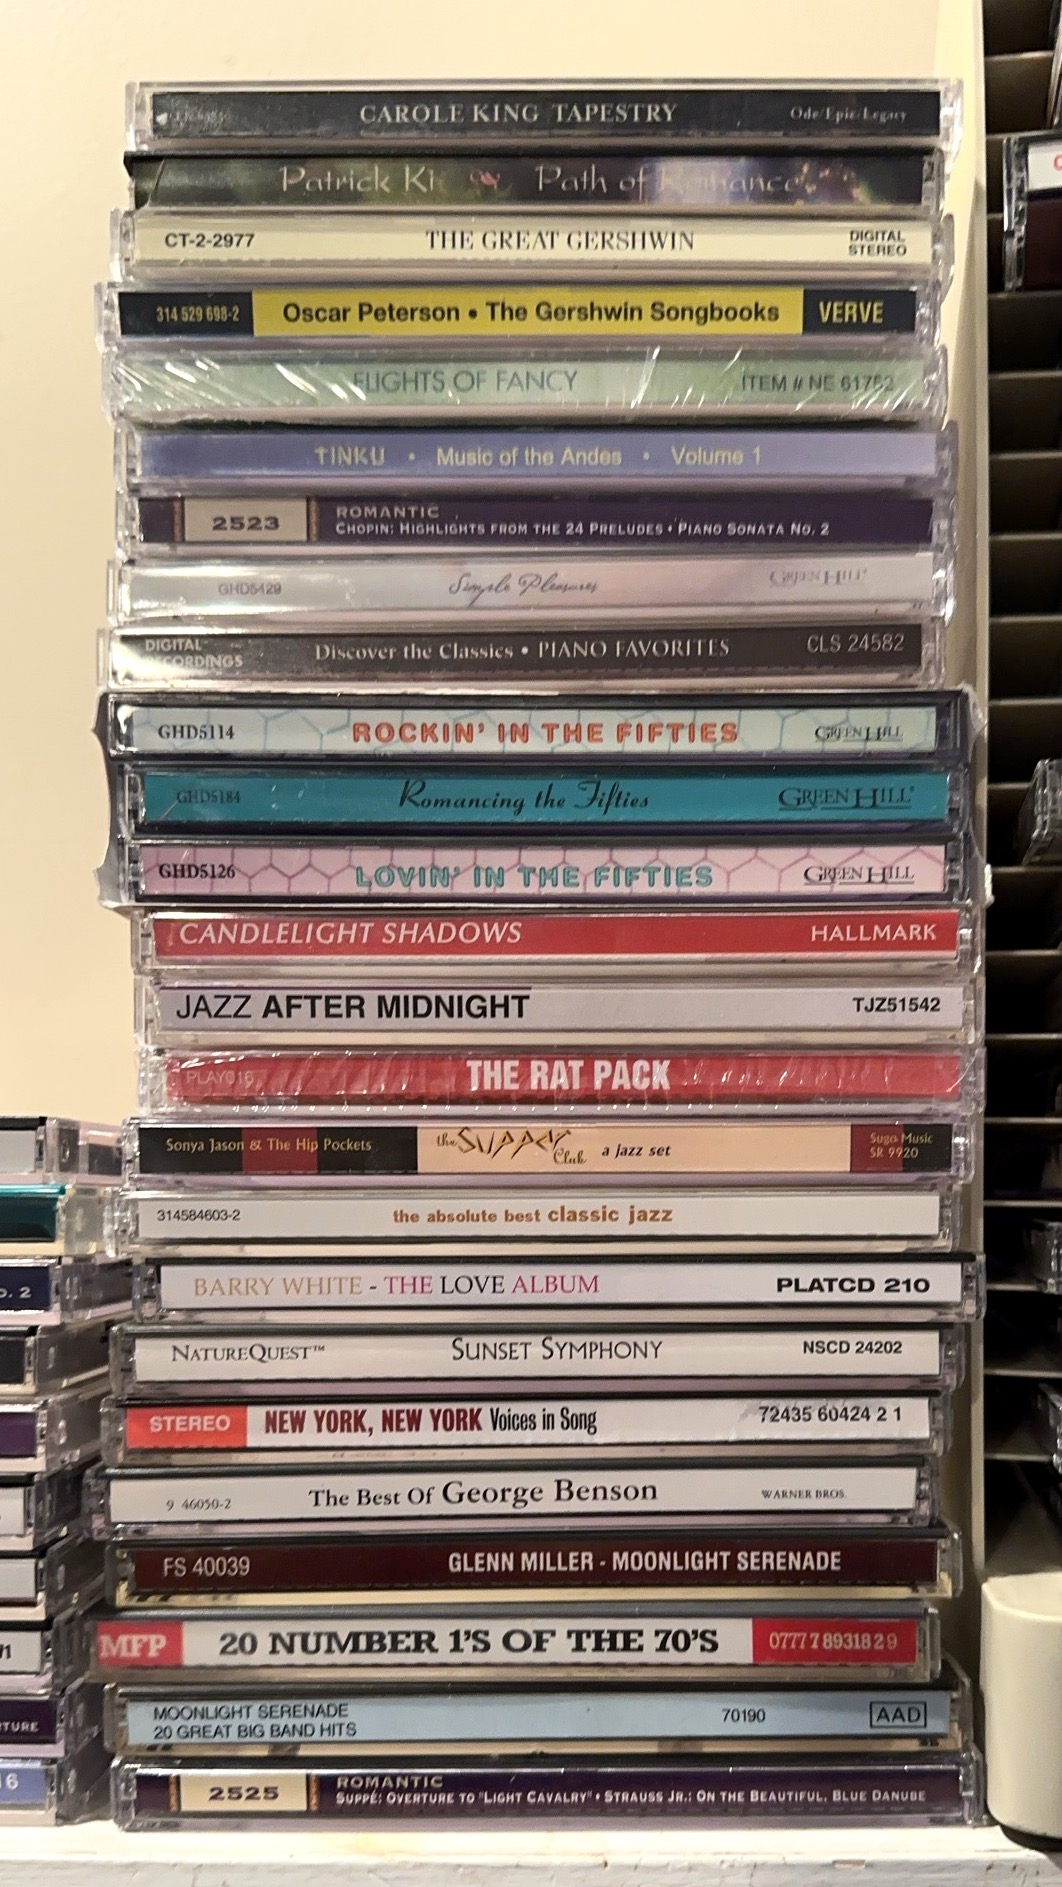 CAROLE KING TAPESTRY Ode/Epic/Legacy
Patrick Path of Romance
CT-2-2977 THE GREAT GERSHWIN DIGITAL
STEREO
314 529 698-2 Oscar Peterson • The Gershwin Songbooks VERVE
FLIGHTS OF FANCY ITEM # NE 61752
TINKU • Music of the Andes • Volume 1
2523 ROMANTIC
CHOPIN: HIGHLIGHTS FROM THE 24 PRELUDES • PIANO SONATA NO. 2
GHD5429 Simple Pleasures GREEN HILL
DIGITAL
RECORDINGS Discover the Classics • PIANO FAVORITES CLS 24582
GHD5114 ROCKIN' IN THE FIFTIES GREEN HILL
GHD5184 Romancing the Fifties GREEN HILL
GHD5126 LOVIN' IN THE FIFTIES GREEN HILL
CANDLELIGHT SHADOWS HALLMARK
JAZZ AFTER MIDNIGHT TJZ51542
PLAY016 THE RAT PACK
Sonya Jason & The Hip Pockets the SUPPER Club a jazz set Sugo Music
SR 9920
314584603-2 the absolute best classic jazz
BARRY WHITE - THE LOVE ALBUM PLATCD 210
NATUREQUEST™ SUNSET SYMPHONY NSCD 24202
STEREO NEW YORK, NEW YORK Voices in Song 72435 60424 2 1
9 46050-2 The Best Of George Benson WARNER BROS.
FS 40039 GLENN MILLER - MOONLIGHT SERENADE
MFP 20 NUMBER 1'S OF THE 70'S 07777 8931829
MOONLIGHT SERENADE
20 GREAT BIG BAND HITS 70190 AAD
2525 ROMANTIC
SUPPÉ: OVERTURE TO "LIGHT CAVALRY" • STRAUSS JR.: ON THE BEAUTIFUL, BLUE DANUBE